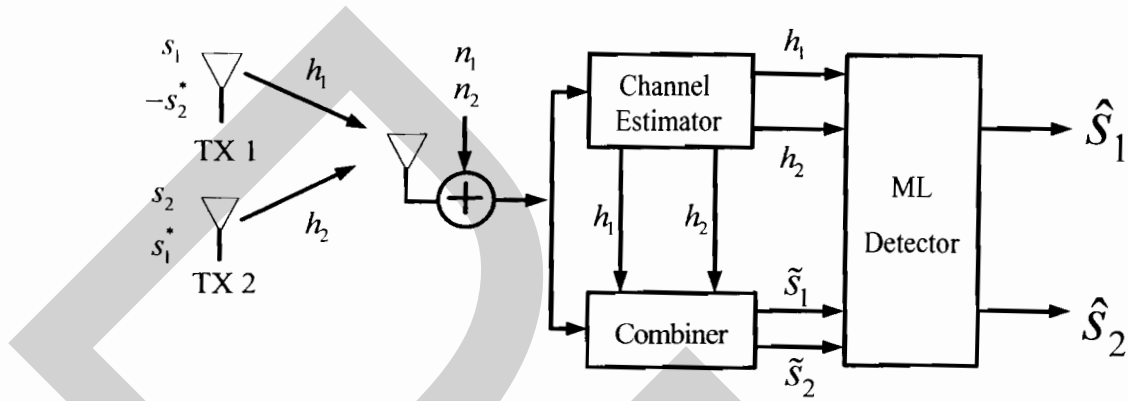 s₁
−s₂*
TX 1
h₁
s₂
s₁*
TX 2
h₂
n₁
n₂
+
Channel
Estimator
h₁
h₂
h₁
h₂
Combiner
s̃₁
s̃₂
ML
Detector
ŝ₁
ŝ₂